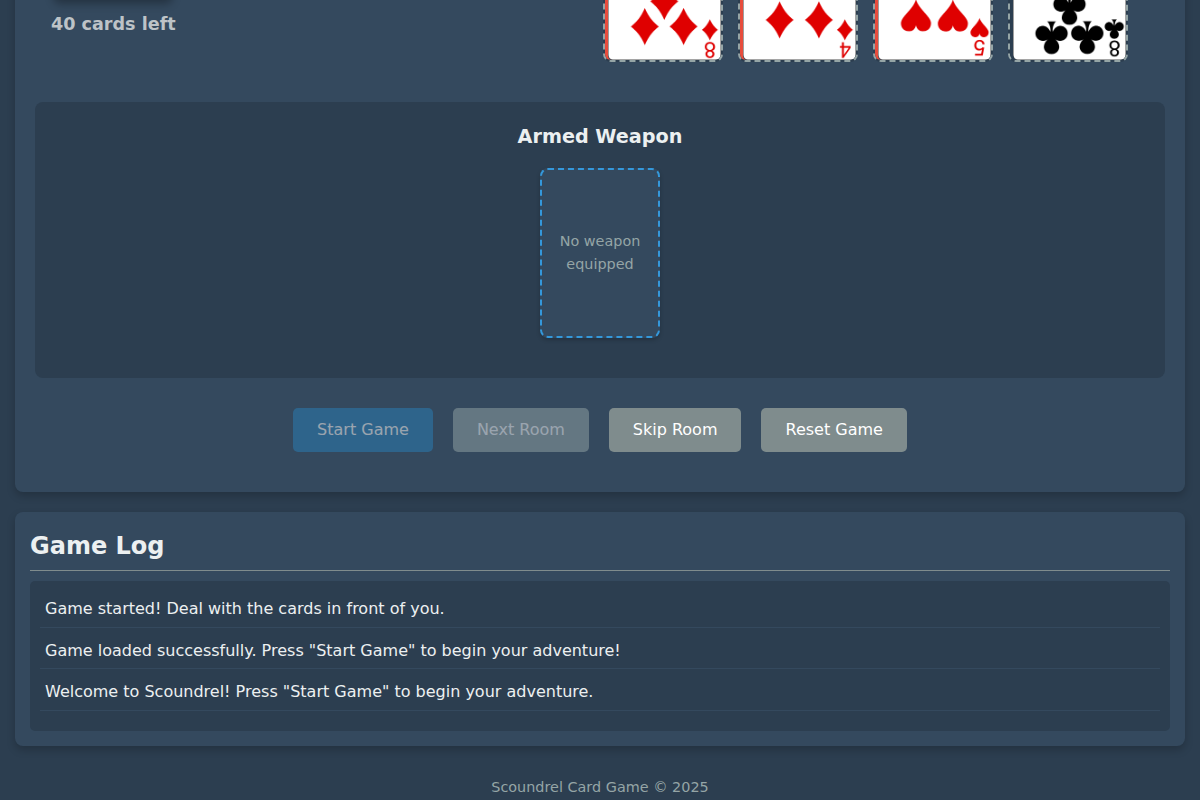 40 cards left
8
4
5
8
Armed Weapon
No weapon
equipped
Start Game
Next Room
Skip Room
Reset Game
Game Log
Game started! Deal with the cards in front of you.
Game loaded successfully. Press "Start Game" to begin your adventure!
Welcome to Scoundrel! Press "Start Game" to begin your adventure.
Scoundrel Card Game © 2025